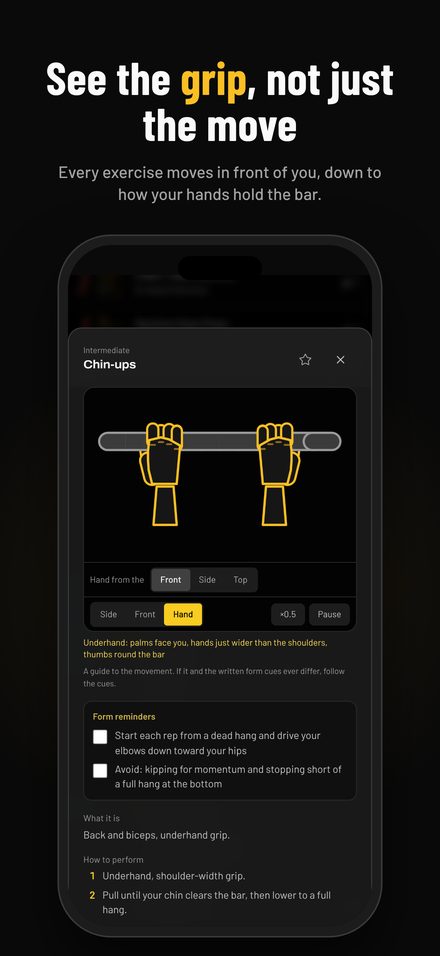 See the grip, not just
the move
Every exercise moves in front of you, down to
how your hands hold the bar.
Intermediate
Chin-ups
Hand from the Front Side Top
Side Front Hand ×0.5 Pause
Underhand: palms face you, hands just wider than the shoulders,
thumbs round the bar
A guide to the movement. If it and the written form cues ever differ, follow
the cues.
Form reminders
Start each rep from a dead hang and drive your
elbows down toward your hips
Avoid: kipping for momentum and stopping short of
a full hang at the bottom
What it is
Back and biceps, underhand grip.
How to perform
1 Underhand, shoulder-width grip.
2 Pull until your chin clears the bar, then lower to a full
hang.